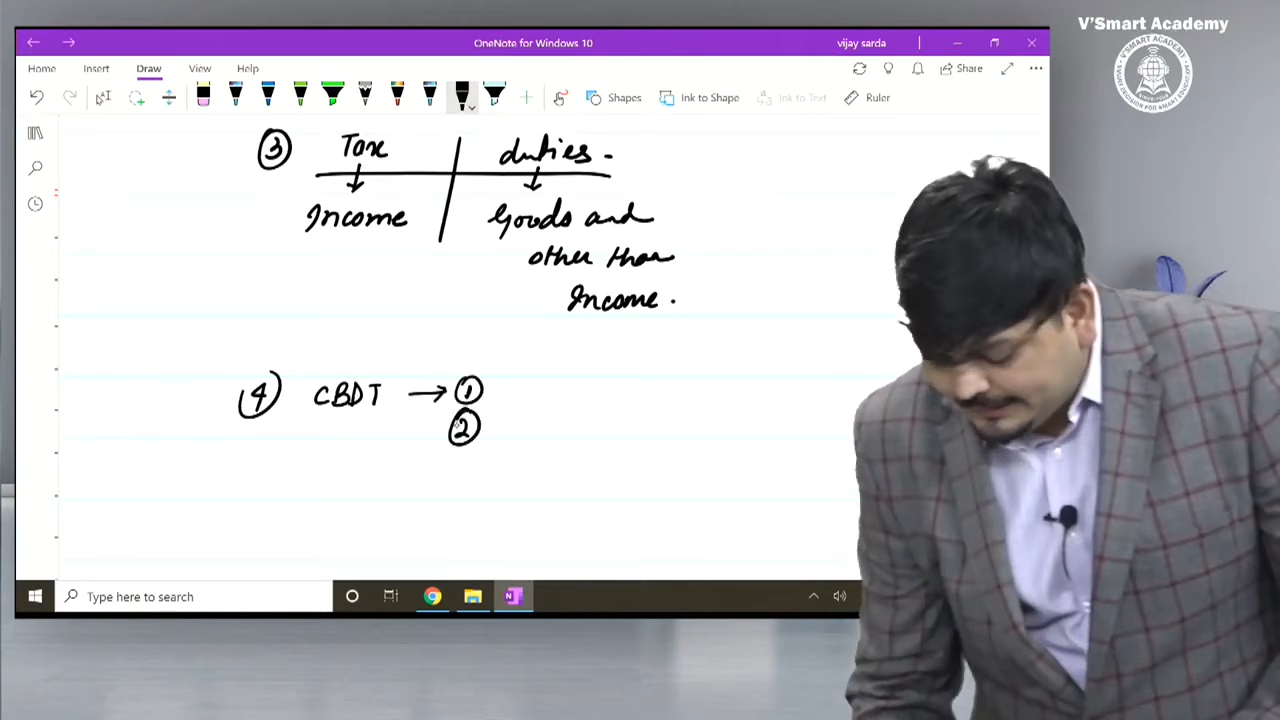 V'Smart Academy
OneNote for Windows 10
vijay sarda
Home Insert Draw View Help
Share
Shapes
Ink to Shape
Ink to Text
Ruler
③ Tax duties.
Income Goods and
other than
Income.
④ CBDT → ①
②
Type here to search